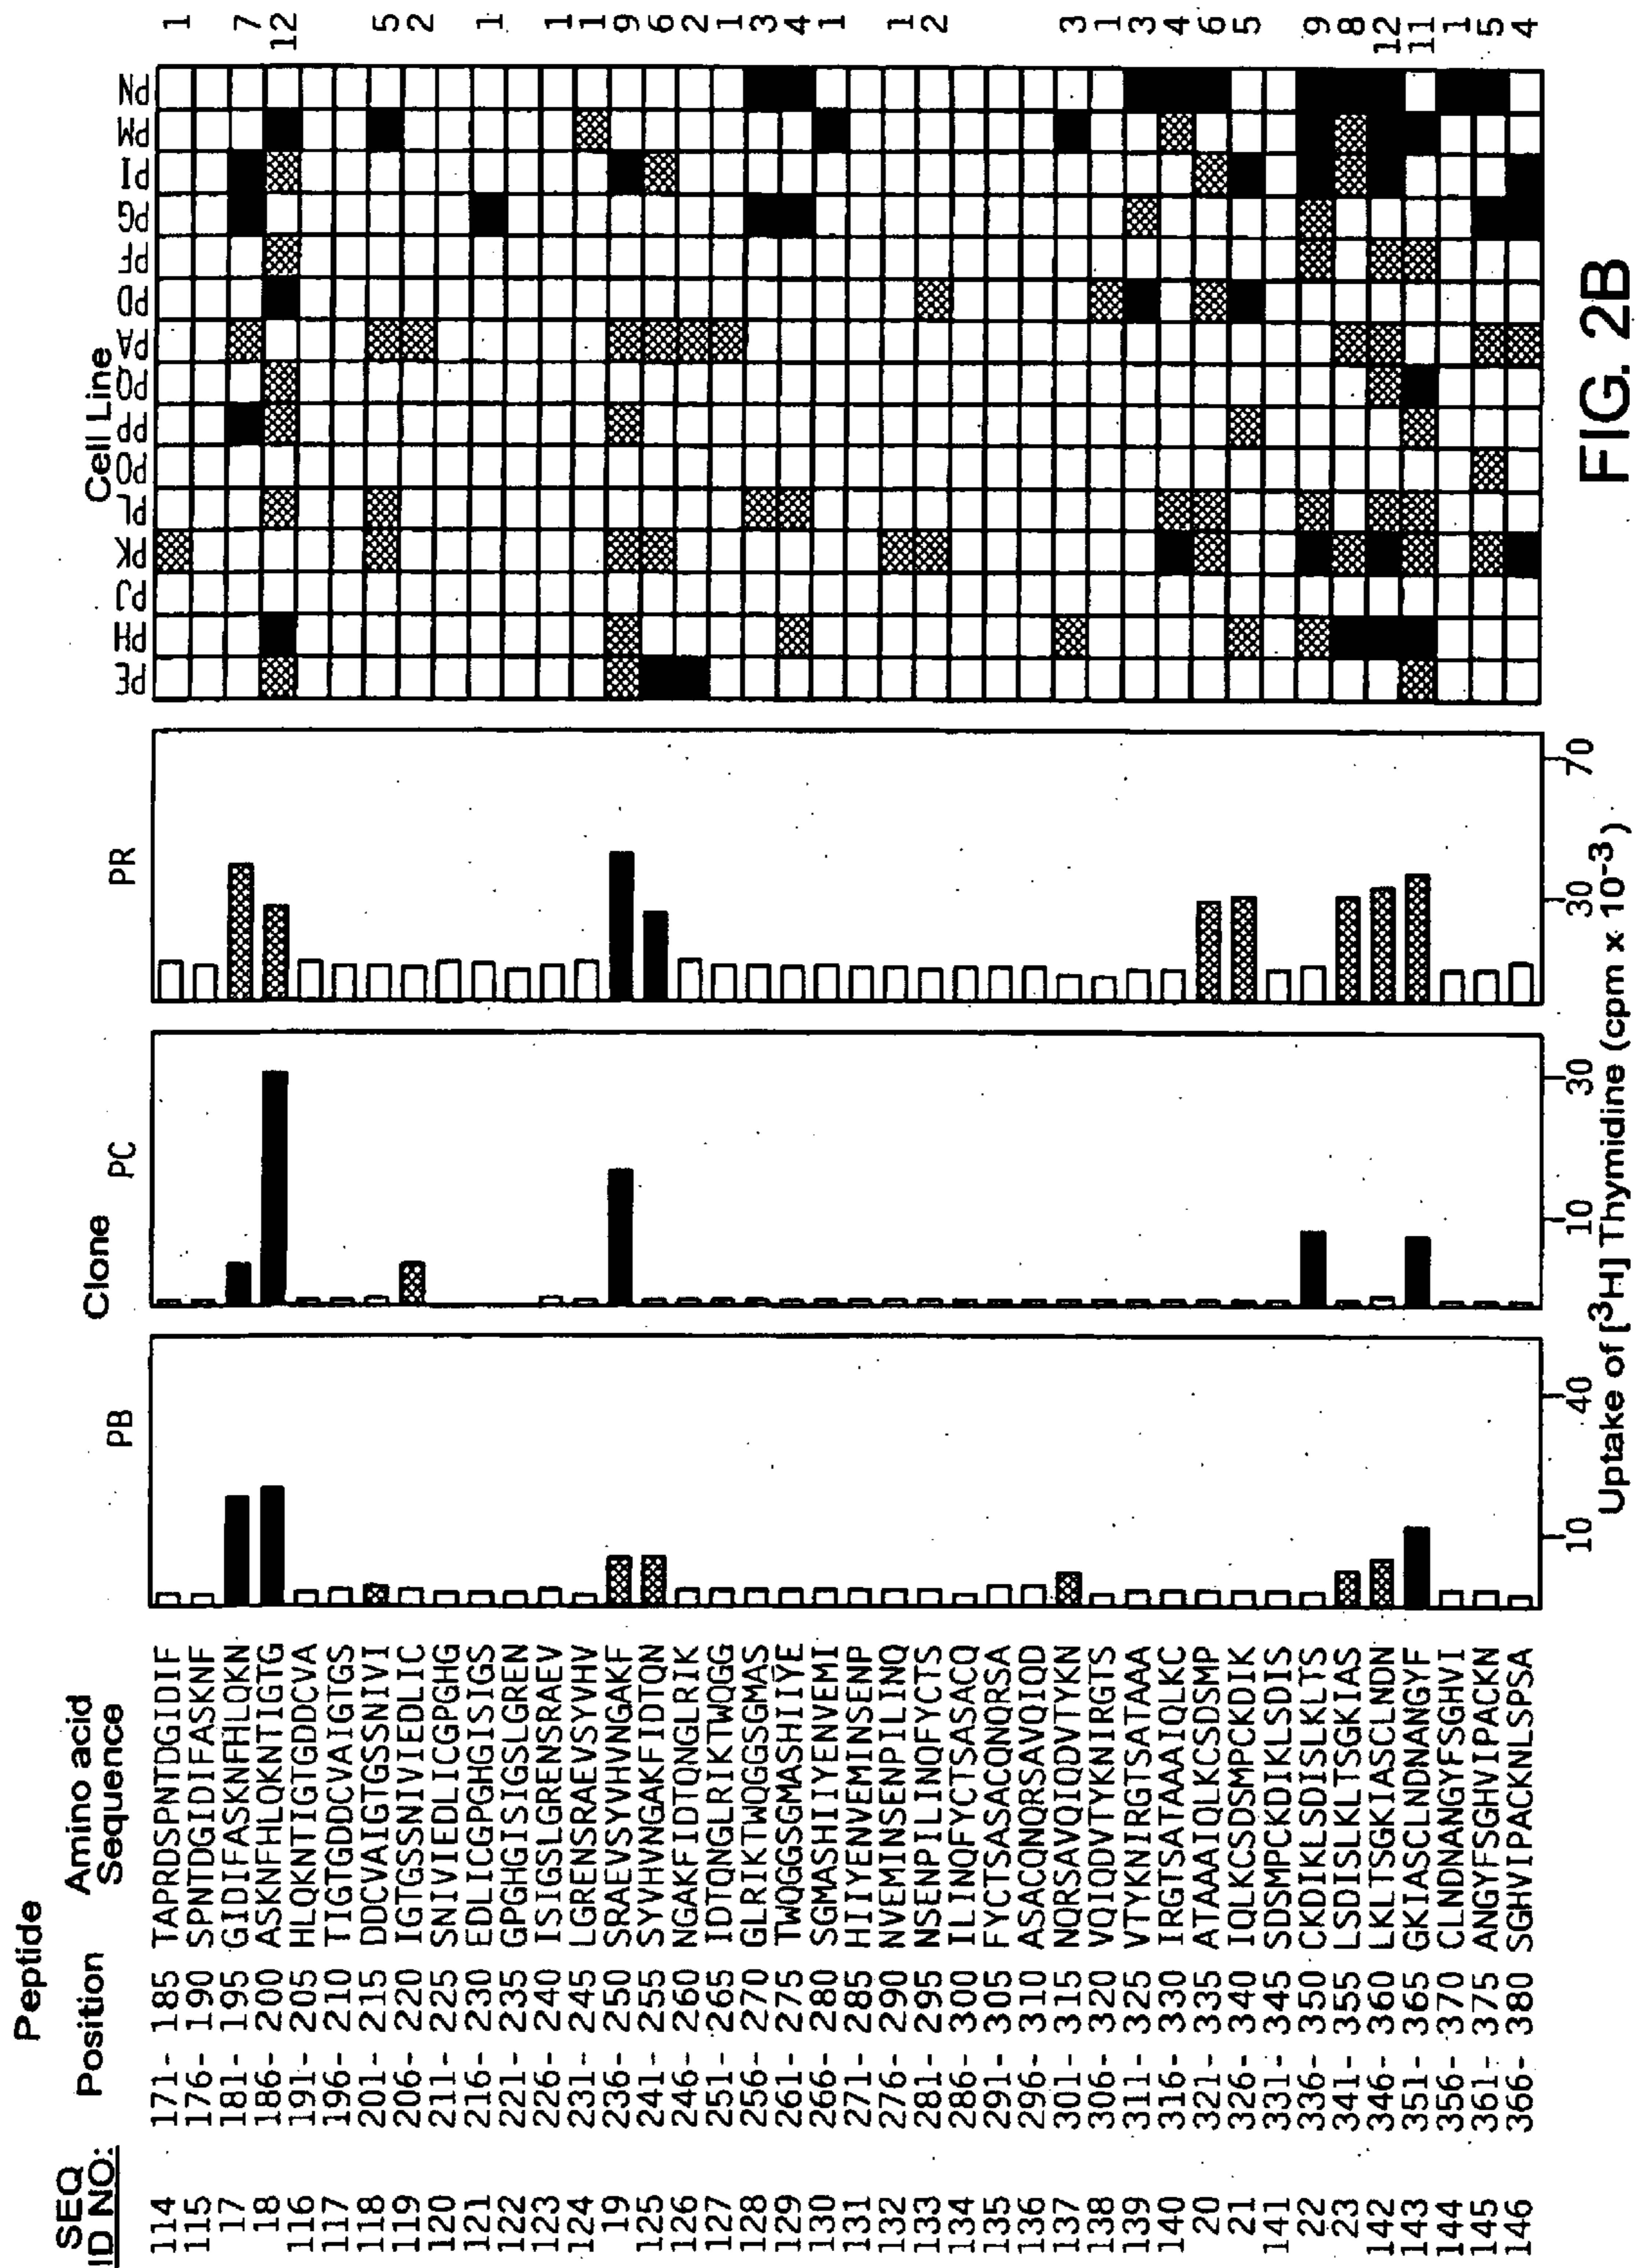 Peptide
SEQ ID NO: Position Amino acid Sequence
Clone
PB PC PR
Cell Line
PE PH PJ PK PL PO PP PQ PA PD PF PG PI PM PN
114 171- 185 TAPRDSPNTDGIDIF 1
115 176- 190 SPNTDGIDIFASKNF
17 181- 195 GIDIFASKNFHLQKN 7
18 186- 200 ASKNFHLQKNTIGTG 12
116 191- 205 HLQKNTIGTGDDCVA
117 196- 210 TIGTGDDCVAIGTGS
118 201- 215 DDCVAIGTGSSNIVI 5
119 206- 220 IGTGSSNIVIEDLIC 2
120 211- 225 SNIVIEDLICGPGHG
121 216- 230 EDLICGPGHGISIGS 1
122 221- 235 GPGHGISIGSLGREN
123 226- 240 ISIGSLGRENSRAEV 1
124 231- 245 LGRENSRAEVSYVHV 1
19 236- 250 SRAEVSYVHVNGAKF 9
125 241- 255 SYVHVNGAKFIDTQN 6
126 246- 260 NGAKFIDTQNGLRIK 2
127 251- 265 IDTQNGLRIKTWQGG 1
128 256- 270 GLRIKTWQGGSGMAS 3
129 261- 275 TWQGGSGMASHIIYE 4
130 266- 280 SGMASHIIYENVEMI 1
131 271- 285 HIIYENVEMINSENP
132 276- 290 NVEMINSENPILINQ 1
133 281- 295 NSENPILINQFYCTS 2
134 286- 300 ILINQFYCTSASACQ
135 291- 305 FYCTSASACQNQRSA
136 296- 310 ASACQNQRSAVQIQD
137 301- 315 NQRSAVQIQDVTYKN 3
138 306- 320 VQIQDVTYKNIRGTS 1
139 311- 325 VTYKNIRGTSATAAA 3
140 316- 330 IRGTSATAAAIQLKC 4
20 321- 335 ATAAAIQLKCSDSMP 6
21 326- 340 IQLKCSDSMPCKDIK 5
141 331- 345 SDSMPCKDIKLSDIS
22 336- 350 CKDIKLSDISLKLTS 9
23 341- 355 LSDISLKLTSGKIAS 8
142 346- 360 LKLTSGKIASCLNDN 12
143 351- 365 GKIASCLNDNANGYF 11
144 356- 370 CLNDNANGYFSGHVI 1
145 361- 375 ANGYFSGHVIPACKN 5
146 366- 380 SGHVIPACKNLSPSA 4
10 40 10 30 30 70
Uptake of [³H] Thymidine (cpm x 10⁻³)
FIG. 2B